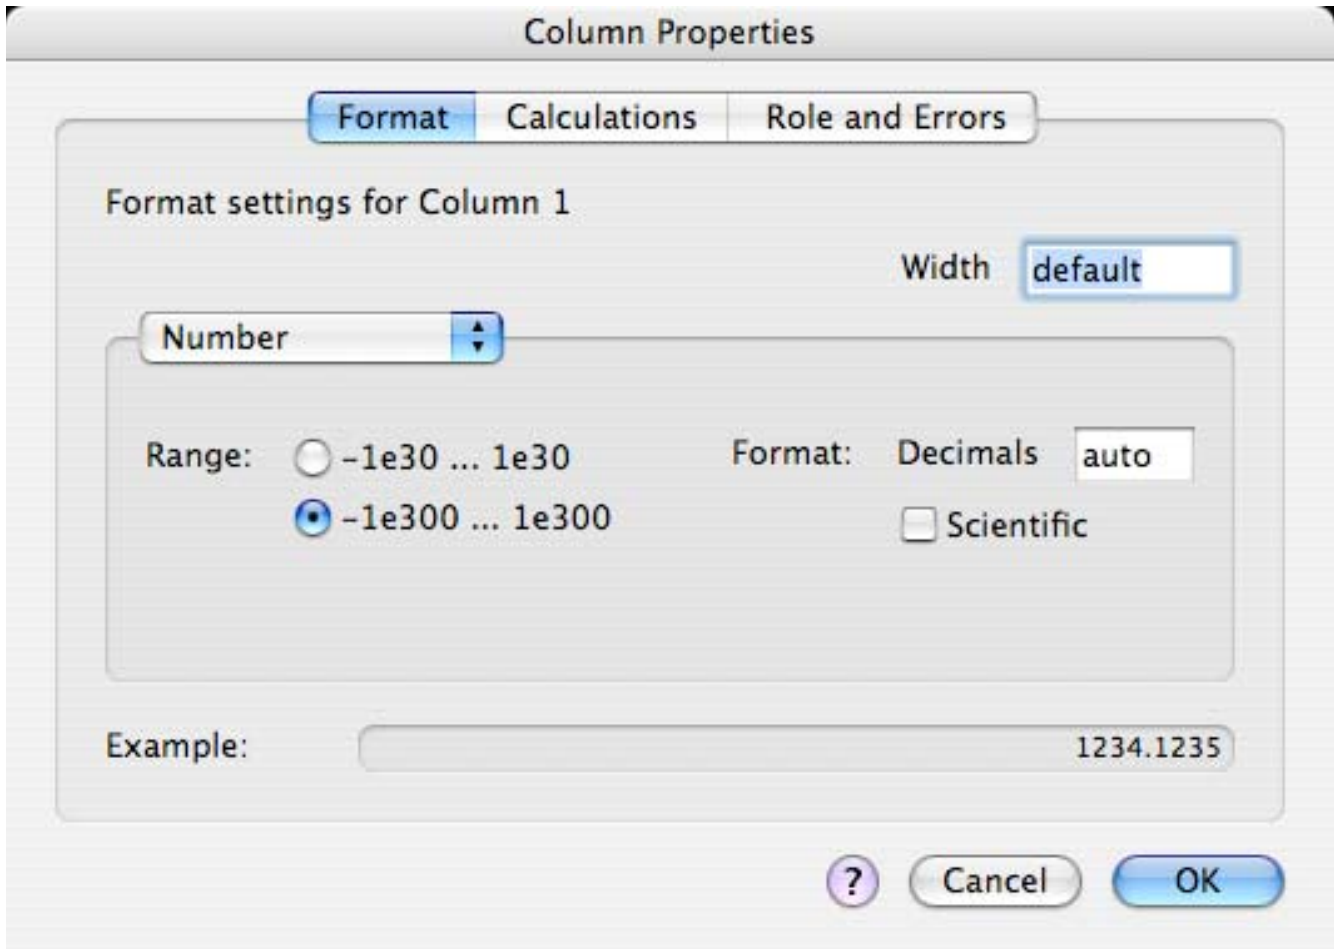 Column Properties
Format Calculations Role and Errors
Format settings for Column 1
Width default
Number
Range: -1e30 ... 1e30 Format: Decimals auto
-1e300 ... 1e300 Scientific
Example: 1234.1235
? Cancel OK